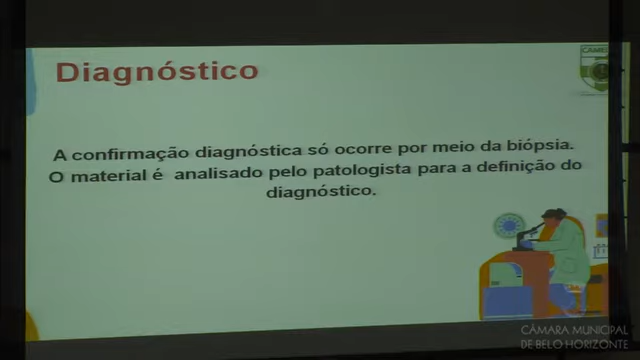 Diagnóstico
A confirmação diagnóstica só ocorre por meio da biópsia.
O material é analisado pelo patologista para a definição do
diagnóstico.
CÂMARA MUNICIPAL
DE BELO HORIZONTE